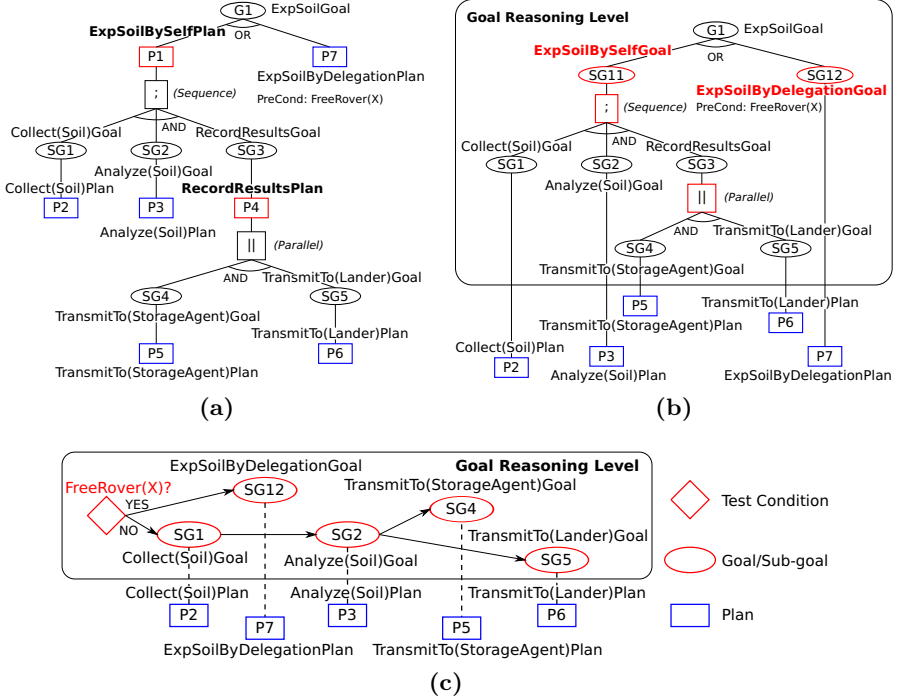 G1
ExpSoilGoal
ExpSoilBySelfPlan
OR
P1
P7
ExpSoilByDelegationPlan
PreCond: FreeRover(X)
;
(Sequence)
AND
Collect(Soil)Goal
RecordResultsGoal
SG1
SG2
SG3
Analyze(Soil)Goal
Collect(Soil)Plan
RecordResultsPlan
P2
P3
P4
Analyze(Soil)Plan
||
(Parallel)
AND
TransmitTo(Lander)Goal
SG4
SG5
TransmitTo(StorageAgent)Goal
TransmitTo(Lander)Plan
P5
P6
TransmitTo(StorageAgent)Plan
(a)
Goal Reasoning Level
G1
ExpSoilGoal
ExpSoilBySelfGoal
OR
SG11
SG12
ExpSoilByDelegationGoal
PreCond: FreeRover(X)
;
(Sequence)
AND
Collect(Soil)Goal
RecordResultsGoal
SG1
SG2
SG3
Analyze(Soil)Goal
||
(Parallel)
AND
TransmitTo(Lander)Goal
SG4
SG5
TransmitTo(StorageAgent)Goal
P5
TransmitTo(Lander)Plan
P6
TransmitTo(StorageAgent)Plan
Collect(Soil)Plan
P2
P3
P7
Analyze(Soil)Plan
ExpSoilByDelegationPlan
(b)
ExpSoilByDelegationGoal
Goal Reasoning Level
FreeRover(X)?
TransmitTo(StorageAgent)Goal
YES
SG12
SG4
NO
SG1
SG2
TransmitTo(Lander)Goal
Collect(Soil)Goal
Analyze(Soil)Goal
SG5
Collect(Soil)Plan
Analyze(Soil)Plan
TransmitTo(Lander)Plan
P2
P7
P3
P5
P6
ExpSoilByDelegationPlan
TransmitTo(StorageAgent)Plan
Test Condition
Goal/Sub-goal
Plan
(c)